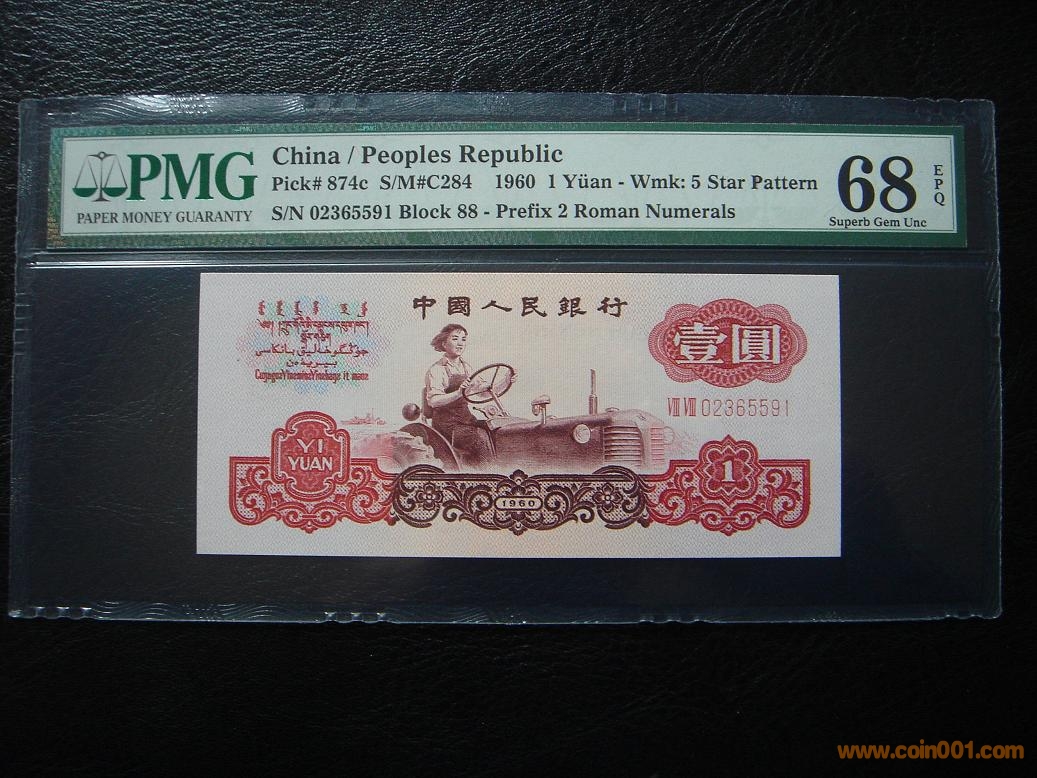 PMG
PAPER MONEY GUARANTY
China / Peoples Republic
Pick# 874c S/M#C284 1960 1 Yüan - Wmk: 5 Star Pattern
S/N 02365591 Block 88 - Prefix 2 Roman Numerals
68
EPQ
Superb Gem Unc
中國人民銀行
壹圓
VIII VIII 02365591
YI
YUAN
1960
1
www.coin001.com